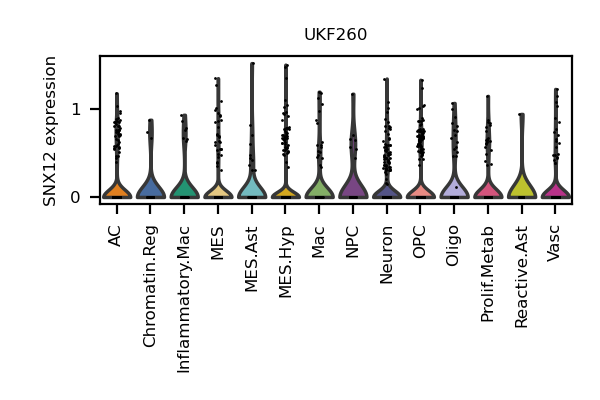 UKF260
SNX12 expression
1
0
AC
Chromatin.Reg
Inflammatory.Mac
MES
MES.Ast
MES.Hyp
Mac
NPC
Neuron
OPC
Oligo
Prolif.Metab
Reactive.Ast
Vasc